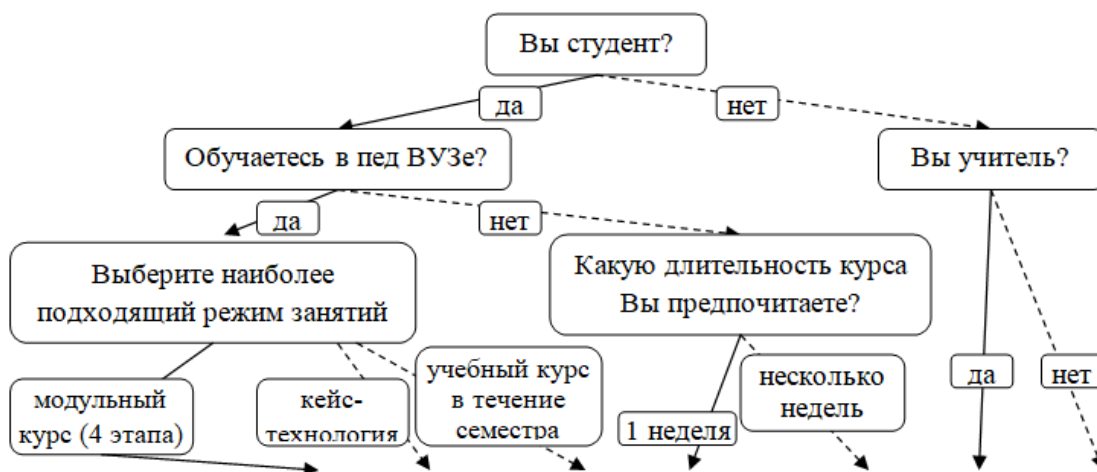 Вы студент?
да
нет
Обучаетесь в пед ВУЗе?
Вы учитель?
да
нет
Выберите наиболее
подходящий режим занятий
Какую длительность курса
Вы предпочитаете?
модульный
курс (4 этапа)
кейс-
технология
учебный курс
в течение
семестра
1 неделя
несколько
недель
да
нет